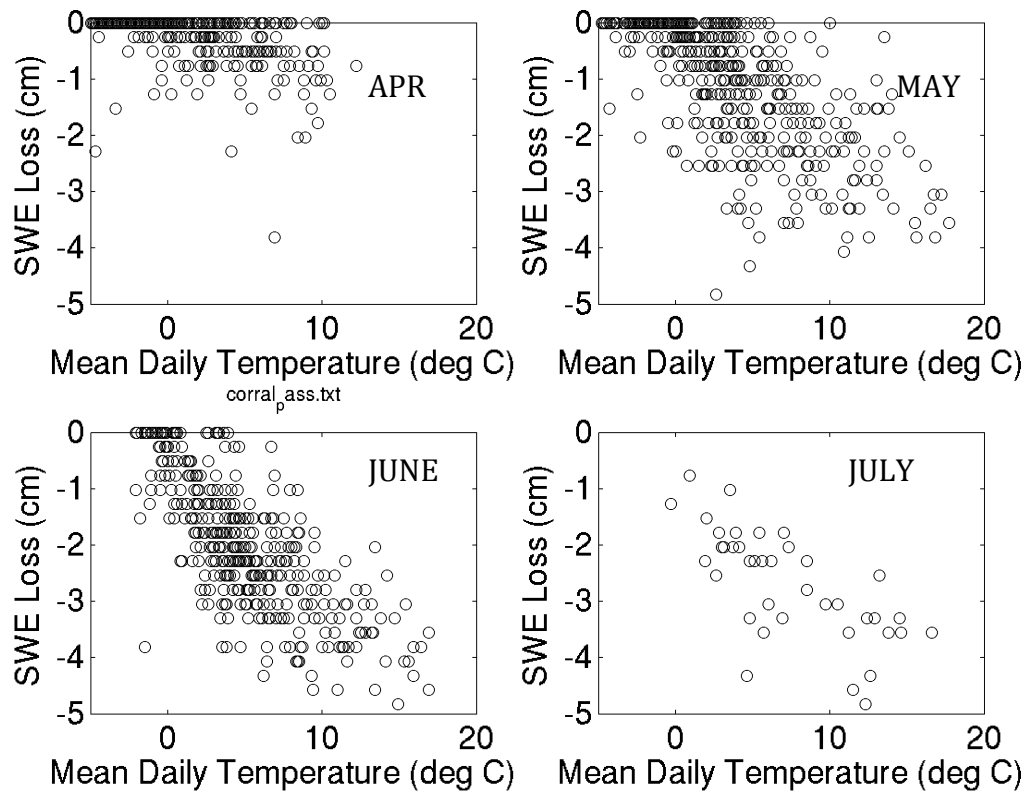 0
-1
-2
-3
-4
-5
SWE Loss (cm)
APR
0 10 20
Mean Daily Temperature (deg C)
0
-1
-2
-3
-4
-5
SWE Loss (cm)
MAY
0 10 20
Mean Daily Temperature (deg C)
corral_pass.txt
0
-1
-2
-3
-4
-5
SWE Loss (cm)
JUNE
0 10 20
Mean Daily Temperature (deg C)
0
-1
-2
-3
-4
-5
SWE Loss (cm)
JULY
0 10 20
Mean Daily Temperature (deg C)